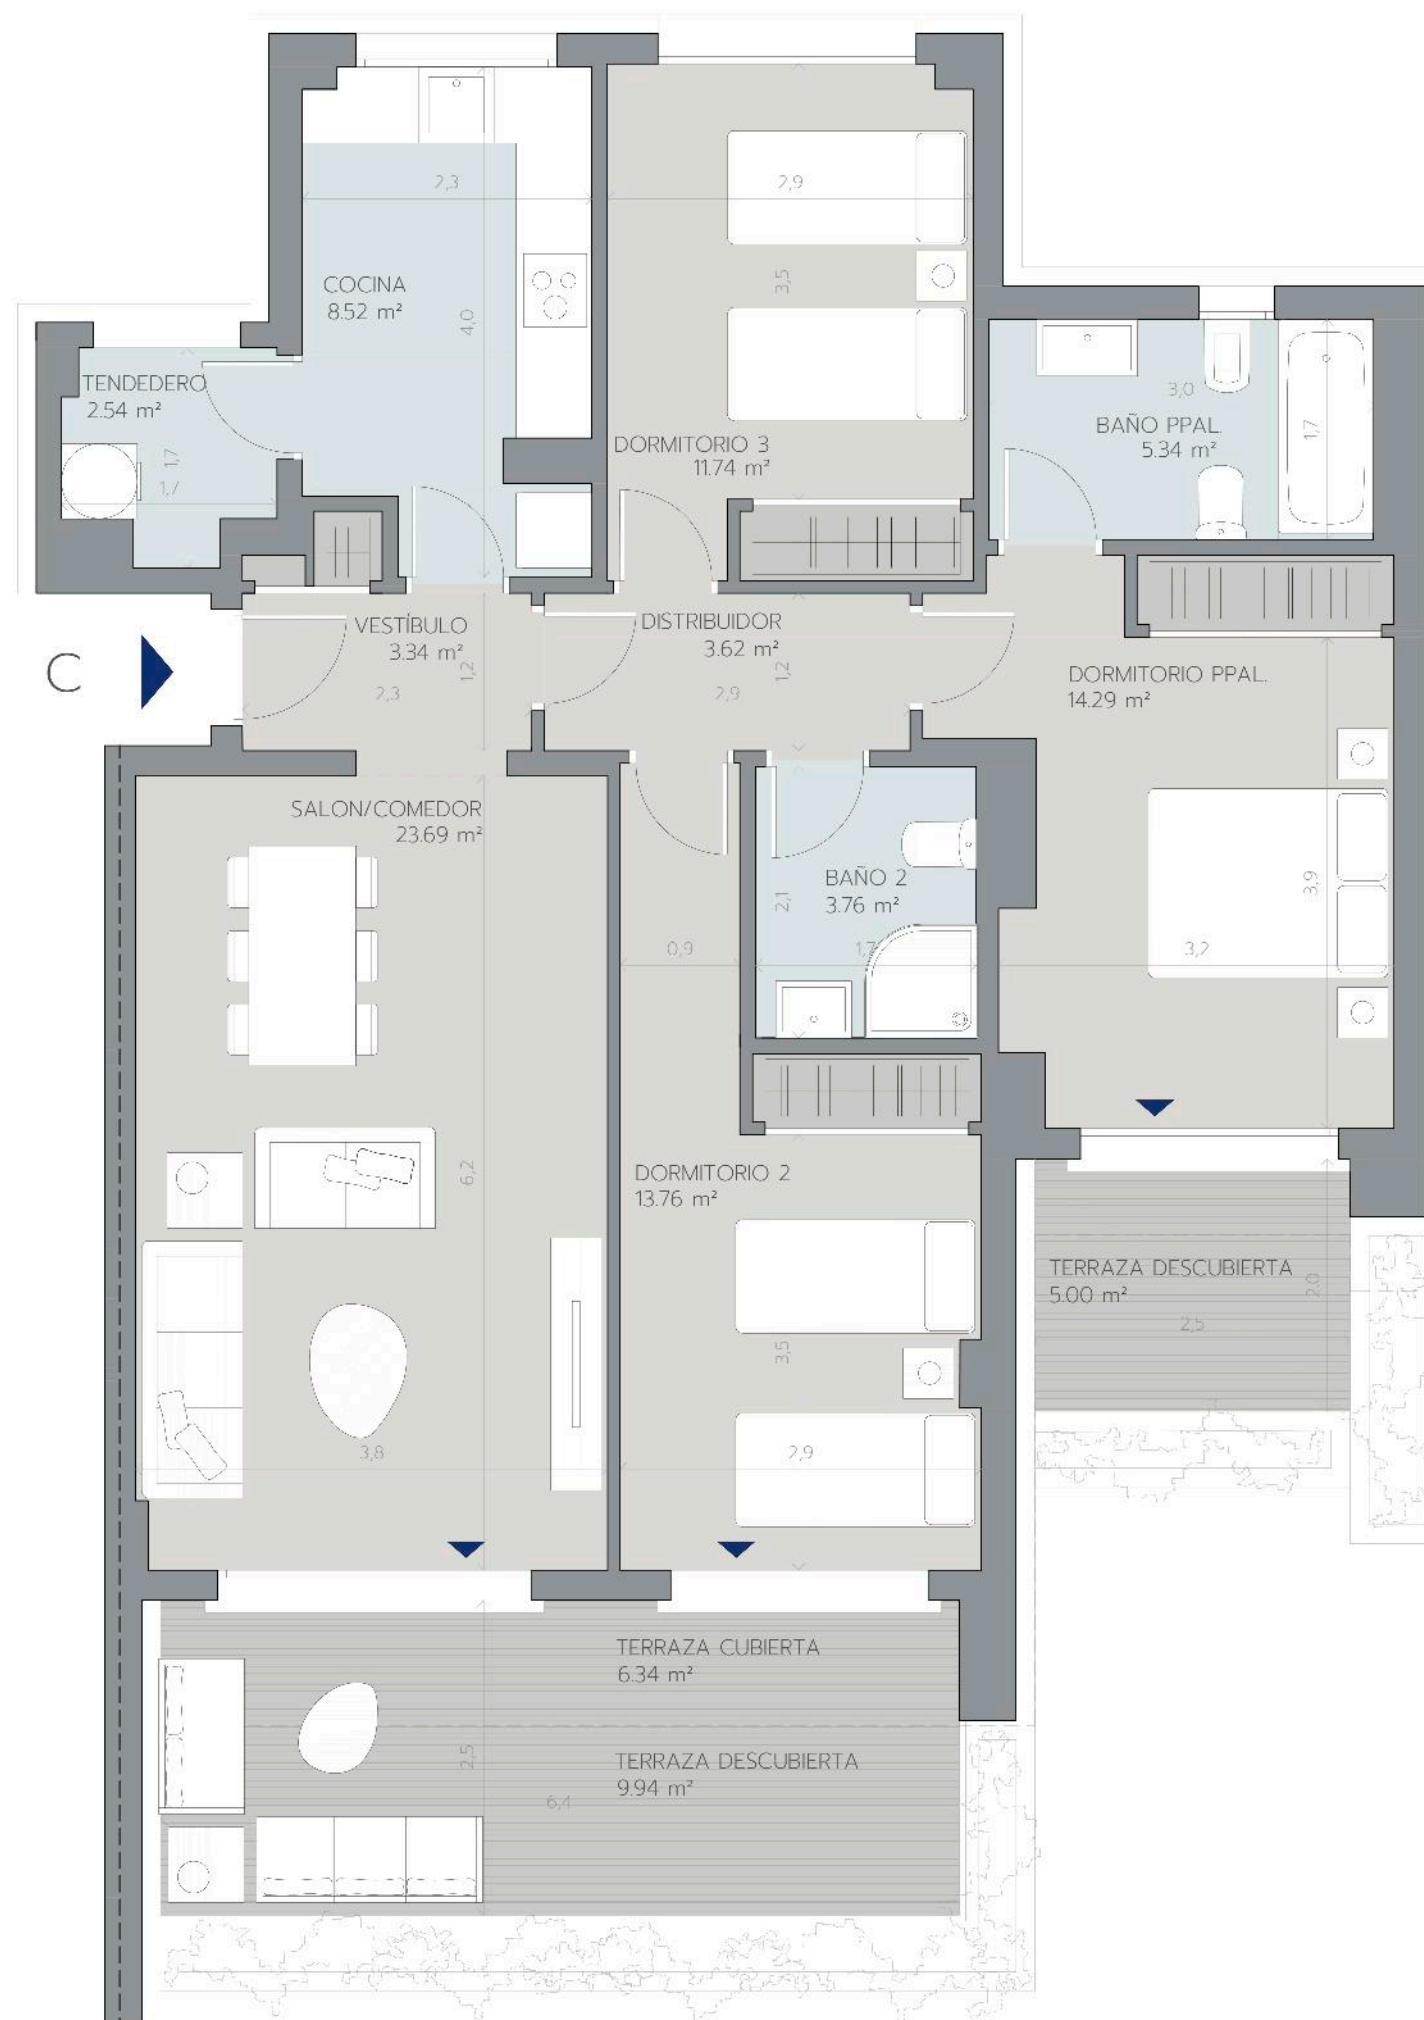 2,3
2,9
COCINA
8.52 m²
4,0
3,5
TENDEDERO
2.54 m²
1,7
1,7
DORMITORIO 3
11.74 m²
3,0
BAÑO PPAL.
5.34 m²
1,7
C
VESTÍBULO
3.34 m²
2,3
1,2
DISTRIBUIDOR
3.62 m²
2,9
1,2
DORMITORIO PPAL.
14.29 m²
SALON/COMEDOR
23.69 m²
BAÑO 2
3.76 m²
2,1
1,7
0,9
3,9
3,2
6,2
DORMITORIO 2
13.76 m²
TERRAZA DESCUBIERTA
5.00 m²
2,0
2,5
3,5
3,8
2,9
TERRAZA CUBIERTA
6.34 m²
TERRAZA DESCUBIERTA
9.94 m²
2,5
6,4